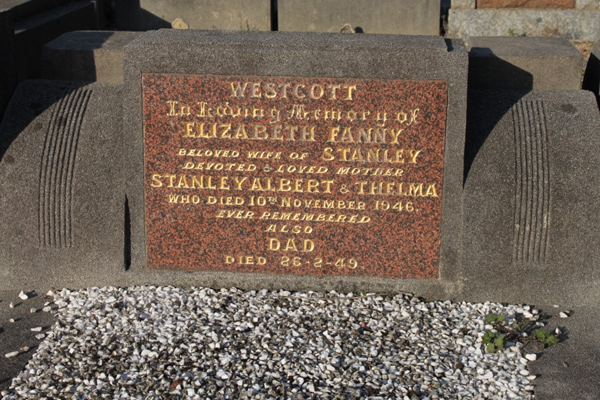 WESTCOTT
In Loving Memory of
ELIZABETH FANNY
BELOVED WIFE OF STANLEY
DEVOTED & LOVED MOTHER
STANLEY ALBERT & THELMA
WHO DIED 10TH NOVEMBER 1946.
EVER REMEMBERED
ALSO
DAD
DIED 26-2-49.